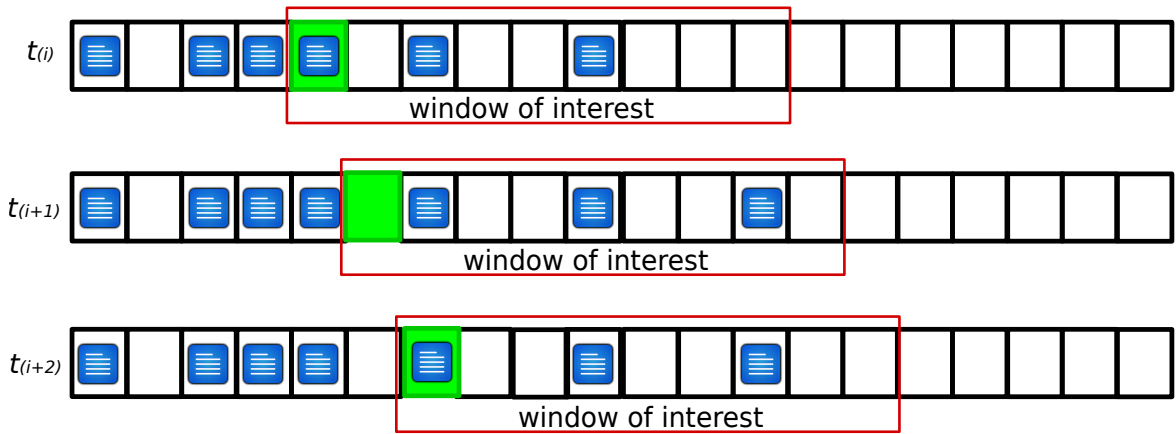 t(i)
window of interest
t(i+1)
window of interest
t(i+2)
window of interest